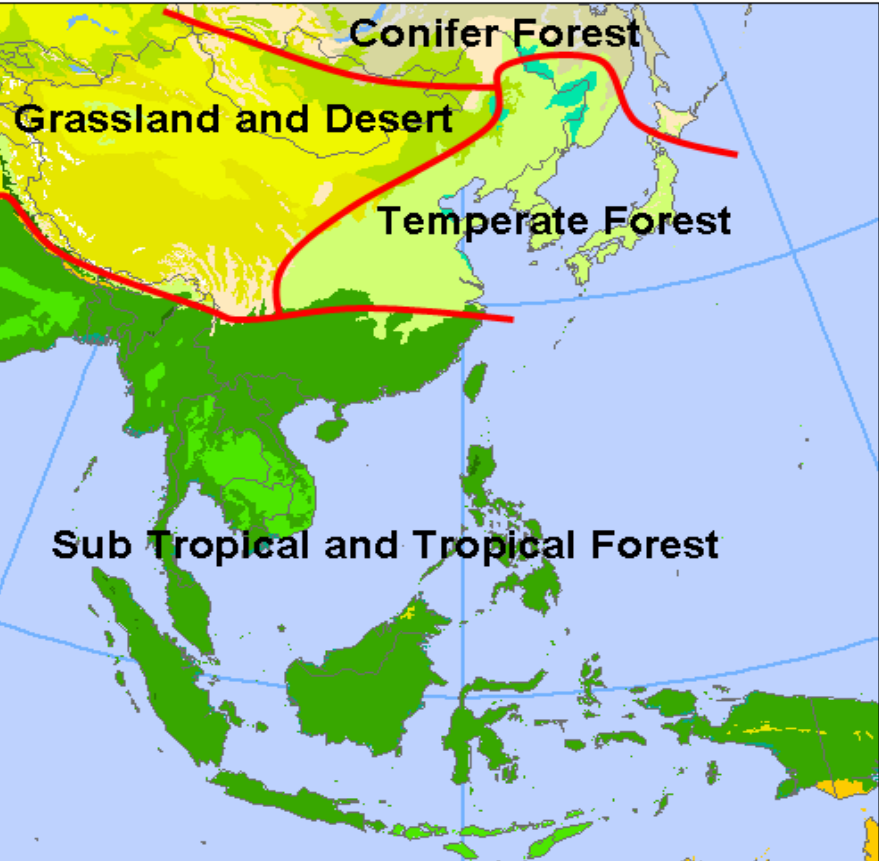 Conifer Forest
Grassland and Desert
Temperate Forest
Sub Tropical and Tropical Forest